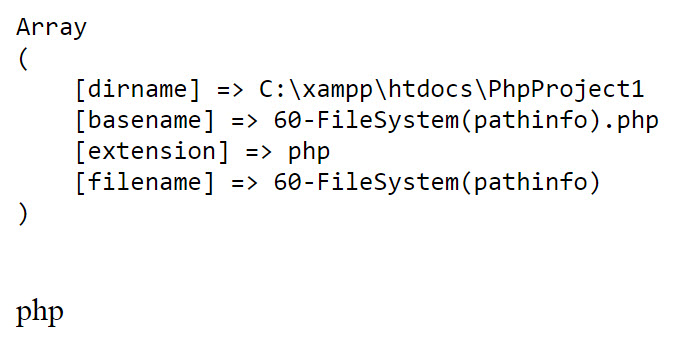 Array
(
    [dirname] => C:\xampp\htdocs\PhpProject1
    [basename] => 60-FileSystem(pathinfo).php
    [extension] => php
    [filename] => 60-FileSystem(pathinfo)
)
php